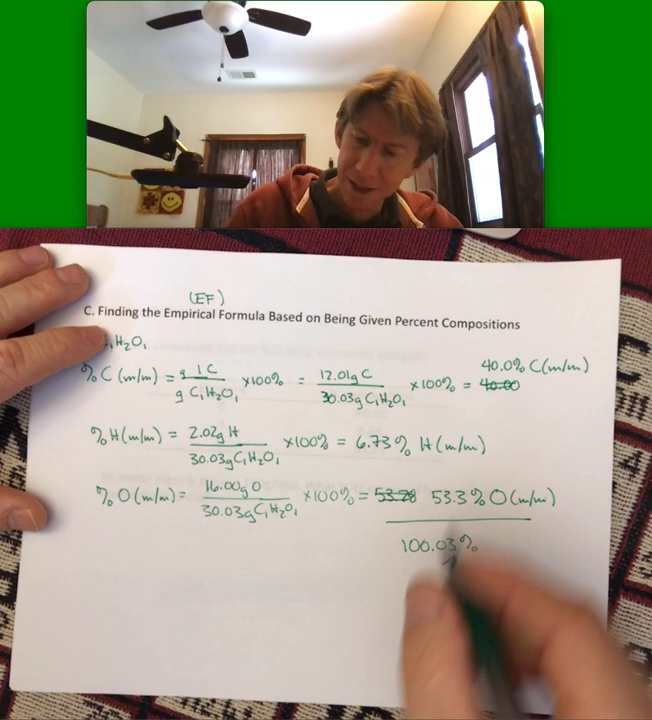 (EF)
C. Finding the Empirical Formula Based on Being Given Percent Compositions
₁H₂O₁
%C (m/m) = g 1 C / g C₁H₂O₁ ×100% = 12.01g C / 30.03g C₁H₂O₁ ×100% = 40.00 40.0% C(m/m)
%H (m/m) = 2.02g H / 30.03g C₁H₂O₁ ×100% = 6.73% H (m/m)
%O (m/m) = 16.00g O / 30.03g C₁H₂O₁ ×100% = 53.28 53.3% O (m/m)
100.03%